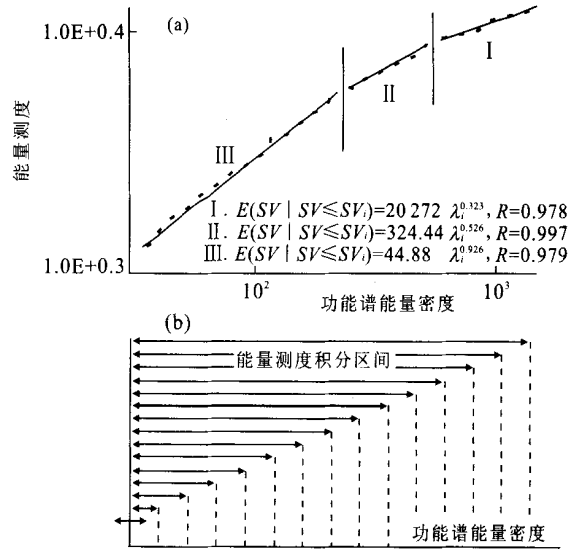 (a)
1.0E+0.4
能量测度
1.0E+0.3
I
II
III
I. E(SV | SV≤SVᵢ)=20 272 λᵢ^0.323, R=0.978
II. E(SV | SV≤SVᵢ)=324.44 λᵢ^0.526, R=0.997
III. E(SV | SV≤SVᵢ)=44.88 λᵢ^0.926, R=0.979
10²
10³
功能谱能量密度
(b)
能量测度积分区间
功能谱能量密度